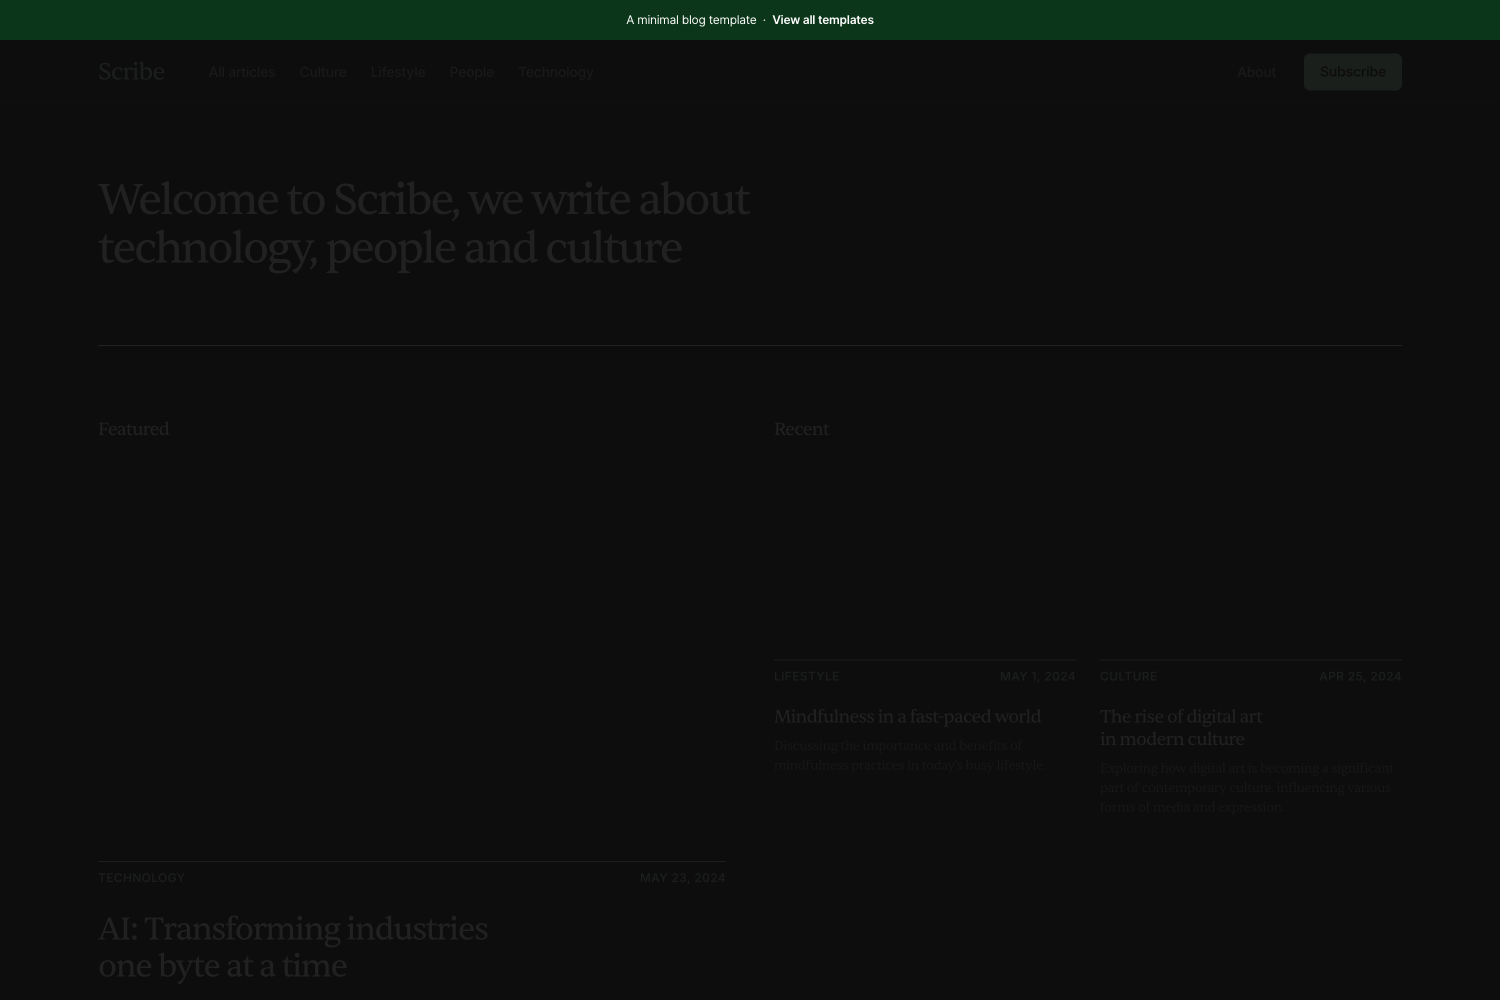 A minimal blog template · View all templates
Scribe All articles Culture Lifestyle People Technology About Subscribe
Welcome to Scribe, we write about
technology, people and culture
Featured
Recent
LIFESTYLE MAY 1, 2024
Mindfulness in a fast-paced world
Discussing the importance and benefits of
mindfulness practices in today's busy lifestyle.
CULTURE APR 25, 2024
The rise of digital art
in modern culture
Exploring how digital art is becoming a significant
part of contemporary culture, influencing various
forms of media and expression.
TECHNOLOGY MAY 23, 2024
AI: Transforming industries
one byte at a time